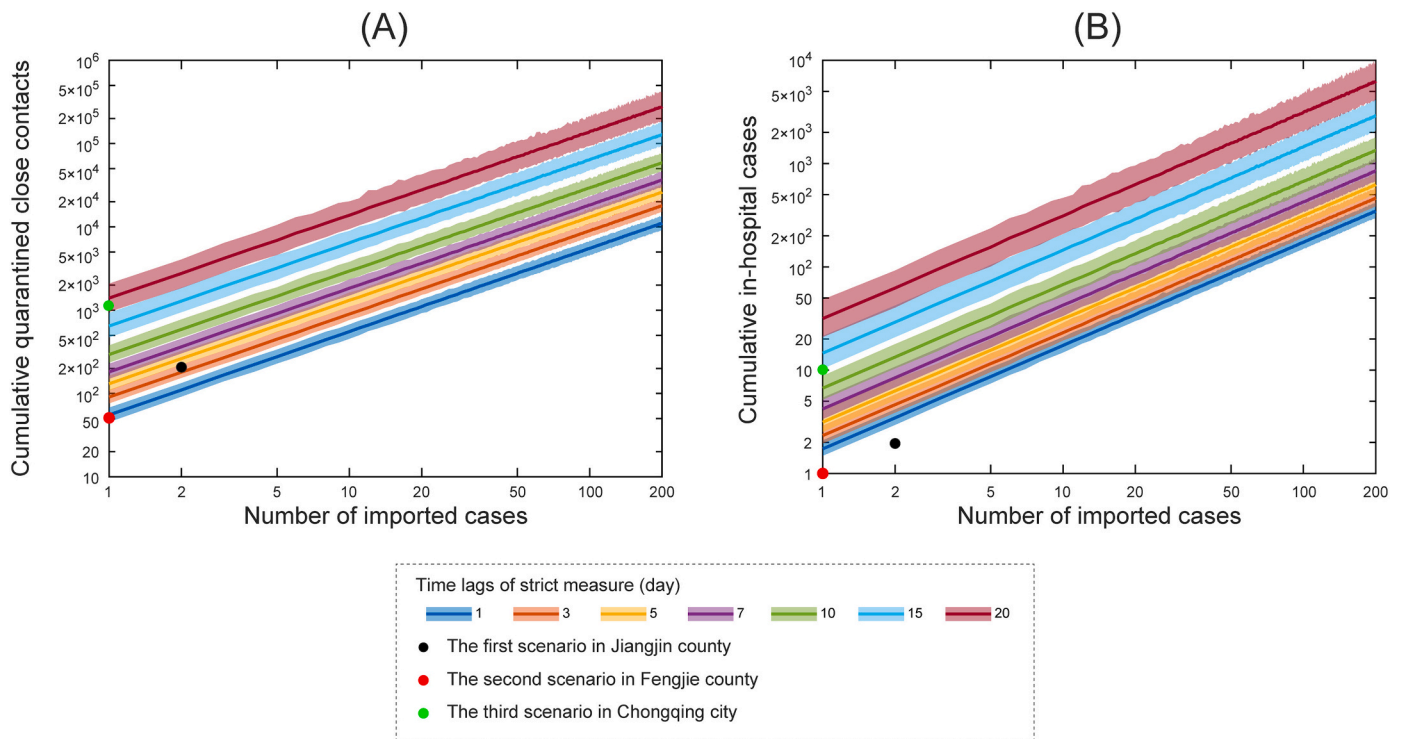 (A)
(B)
Cumulative quarantined close contacts
10⁶
5×10⁵
2×10⁵
10⁵
5×10⁴
2×10⁴
10⁴
5×10³
2×10³
10³
5×10²
2×10²
10²
50
20
10
1 2 5 10 20 50 100 200
Number of imported cases
Cumulative in-hospital cases
10⁴
5×10³
2×10³
10³
5×10²
2×10²
10²
50
20
10
5
2
1
1 2 5 10 20 50 100 200
Number of imported cases
Time lags of strict measure (day)
1 3 5 7 10 15 20
The first scenario in Jiangjin county
The second scenario in Fengjie county
The third scenario in Chongqing city